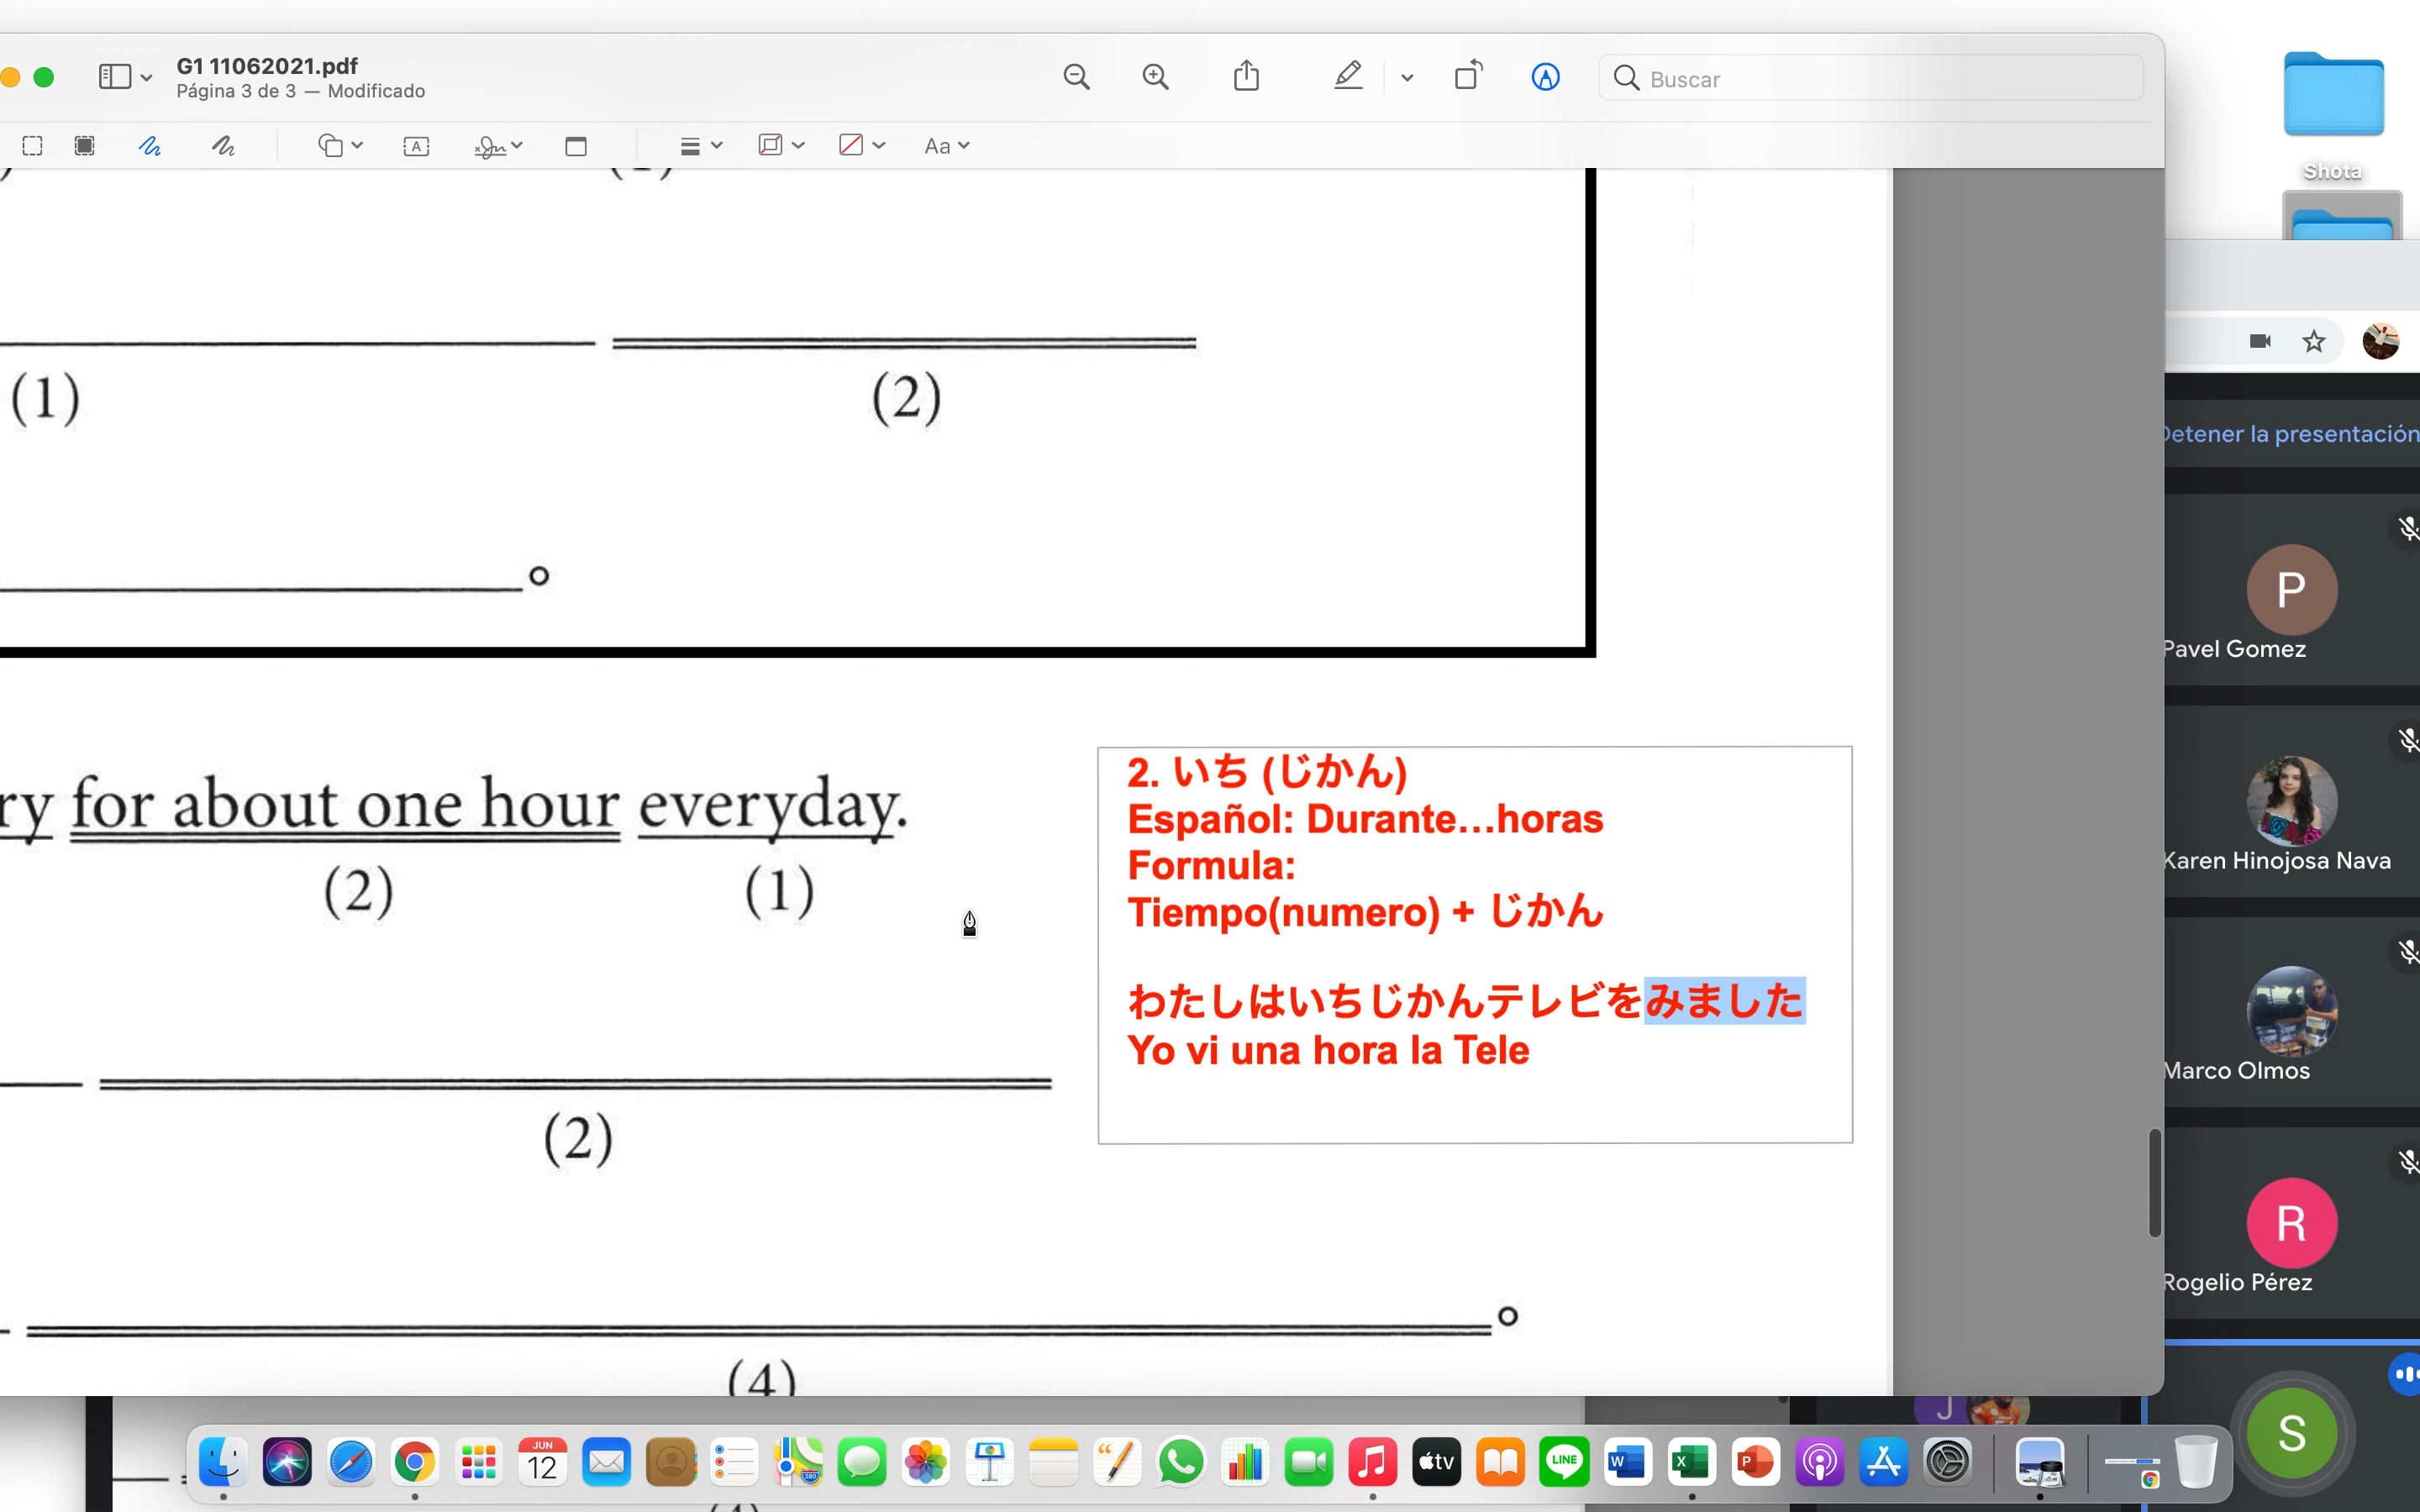 G1 11062021.pdf
Página 3 de 3 — Modificado
Buscar
A
Aa
Shota
(1)
(2)
。
ry for about one hour everyday.
(2)
(1)
2. いち (じかん)
Español: Durante...horas
Formula:
Tiempo(numero) + じかん
わたしはいちじかんテレビをみました
Yo vi una hora la Tele
(2)
。
(4)
Detener la presentación
P
Pavel Gomez
Karen Hinojosa Nava
Marco Olmos
R
Rogelio Pérez
J
S
JUN
12
280
tv
LINE
W
X
P